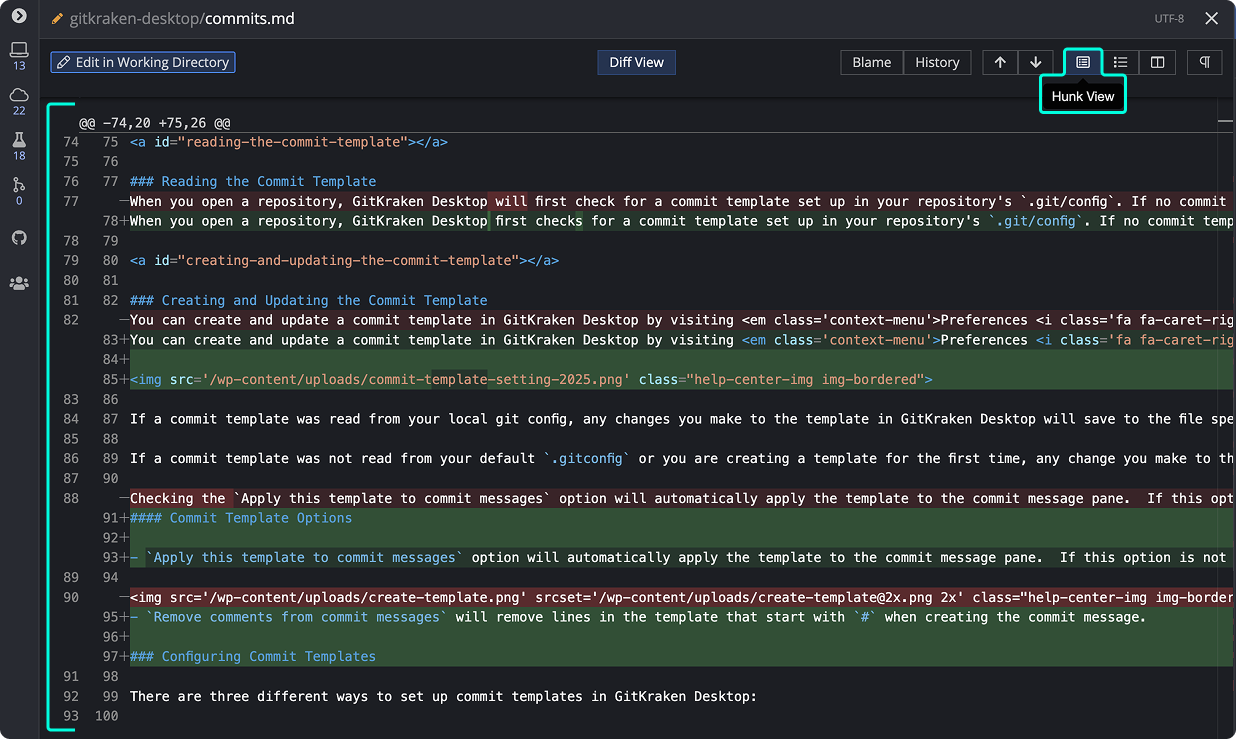 gitkraken-desktop/commits.md
UTF-8
13
22
18
0
Edit in Working Directory
Diff View
Blame
History
Hunk View
@@ -74,20 +75,26 @@
74 75 <a id="reading-the-commit-template"></a>
75 76
76 77 ### Reading the Commit Template
77 —When you open a repository, GitKraken Desktop will first check for a commit template set up in your repository's `.git/config`. If no commit
78+When you open a repository, GitKraken Desktop first checks for a commit template set up in your repository's `.git/config`. If no commit temp
78 79
79 80 <a id="creating-and-updating-the-commit-template"></a>
80 81
81 82 ### Creating and Updating the Commit Template
82 —You can create and update a commit template in GitKraken Desktop by visiting <em class='context-menu'>Preferences <i class='fa fa-caret-rig
83+You can create and update a commit template in GitKraken Desktop by visiting <em class='context-menu'>Preferences <i class='fa fa-caret-rig
84+
85+<img src='/wp-content/uploads/commit-template-setting-2025.png' class="help-center-img img-bordered">
83 86
84 87 If a commit template was read from your local git config, any changes you make to the template in GitKraken Desktop will save to the file spe
85 88
86 89 If a commit template was not read from your default `.gitconfig` or you are creating a template for the first time, any change you make to th
87 90
88 —Checking the `Apply this template to commit messages` option will automatically apply the template to the commit message pane.  If this opt
91+#### Commit Template Options
92+
93+- `Apply this template to commit messages` option will automatically apply the template to the commit message pane.  If this option is not
89 94
90 —<img src='/wp-content/uploads/create-template.png' srcset='/wp-content/uploads/create-template@2x.png 2x' class="help-center-img img-border
95+- `Remove comments from commit messages` will remove lines in the template that start with `#` when creating the commit message.
96+
97+### Configuring Commit Templates
91 98
92 99 There are three different ways to set up commit templates in GitKraken Desktop:
93 100